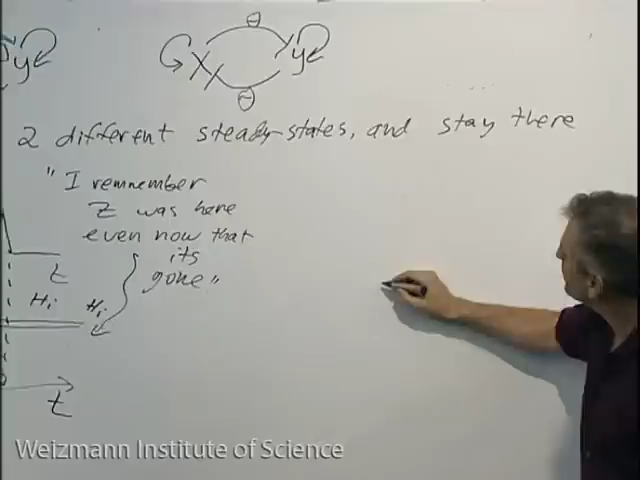 y
X
y
2 different steady-states, and stay there
"I remnember
Z was here
even now that
its
gone"
t
Hi
Hi
t
Weizmann Institute of Science